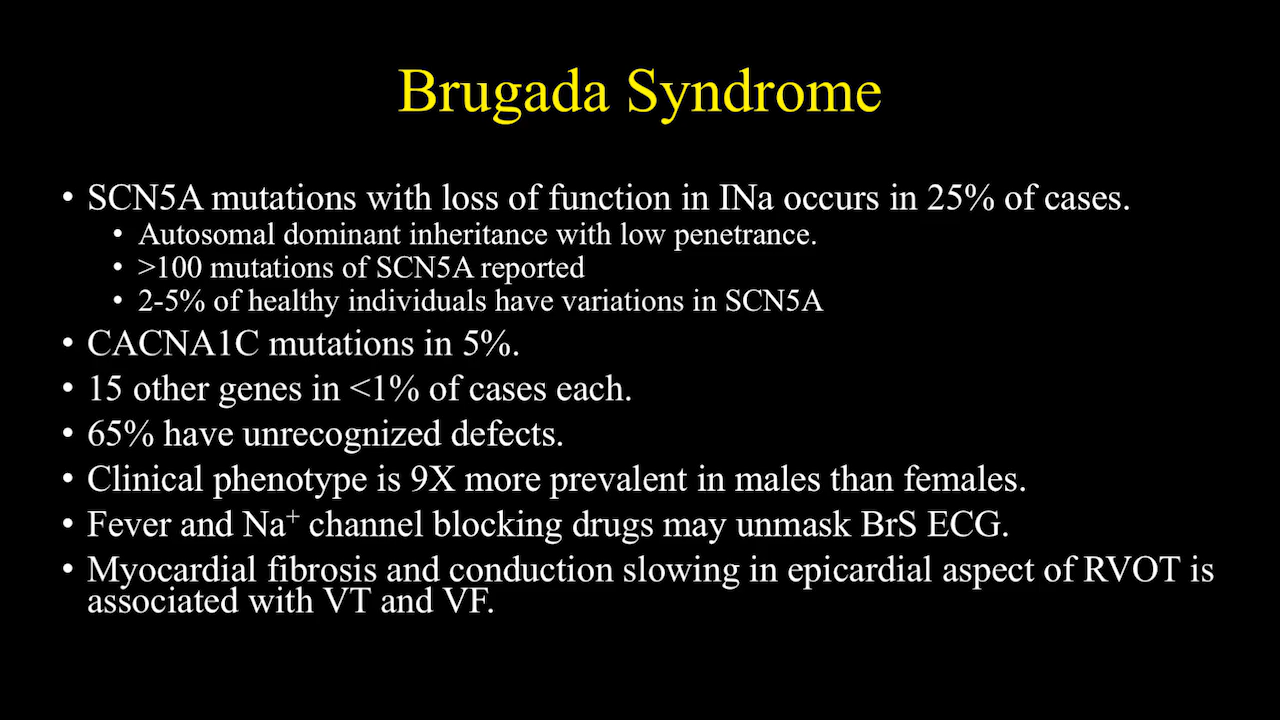 Brugada Syndrome
• SCN5A mutations with loss of function in INa occurs in 25% of cases.
• Autosomal dominant inheritance with low penetrance.
• >100 mutations of SCN5A reported
• 2-5% of healthy individuals have variations in SCN5A
• CACNA1C mutations in 5%.
• 15 other genes in <1% of cases each.
• 65% have unrecognized defects.
• Clinical phenotype is 9X more prevalent in males than females.
• Fever and Na⁺ channel blocking drugs may unmask BrS ECG.
• Myocardial fibrosis and conduction slowing in epicardial aspect of RVOT is
associated with VT and VF.